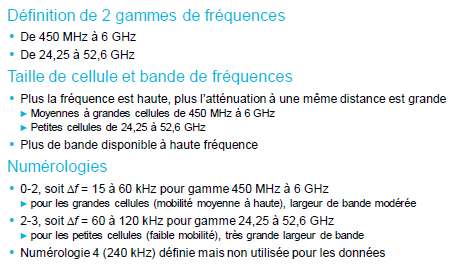 Définition de 2 gammes de fréquences
• De 450 MHz à 6 GHz
• De 24,25 à 52,6 GHz
Taille de cellule et bande de fréquences
• Plus la fréquence est haute, plus l'atténuation à une même distance est grande
► Moyennes à grandes cellules de 450 MHz à 6 GHz
► Petites cellules de 24,25 à 52,6 GHz
• Plus de bande disponible à haute fréquence
Numérologies
• 0-2, soit Δf = 15 à 60 kHz pour gamme 450 MHz à 6 GHz
► pour les grandes cellules (mobilité moyenne à haute), largeur de bande modérée
• 2-3, soit Δf = 60 à 120 kHz pour gamme 24,25 à 52,6 GHz
► pour les petites cellules (faible mobilité), très grande largeur de bande
• Numérologie 4 (240 kHz) définie mais non utilisée pour les données